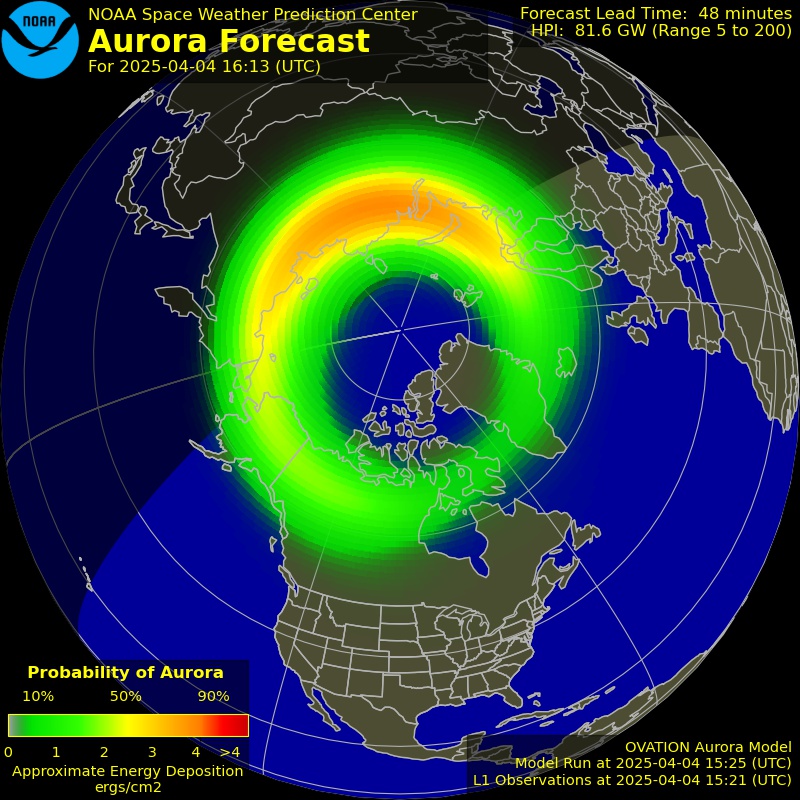 NOAA
NOAA Space Weather Prediction Center
Aurora Forecast
For 2025-04-04 16:13 (UTC)
Forecast Lead Time: 48 minutes
HPI: 81.6 GW (Range 5 to 200)
Probability of Aurora
10% 50% 90%
0 1 2 3 4 >4
Approximate Energy Deposition
ergs/cm2
OVATION Aurora Model
Model Run at 2025-04-04 15:25 (UTC)
L1 Observations at 2025-04-04 15:21 (UTC)